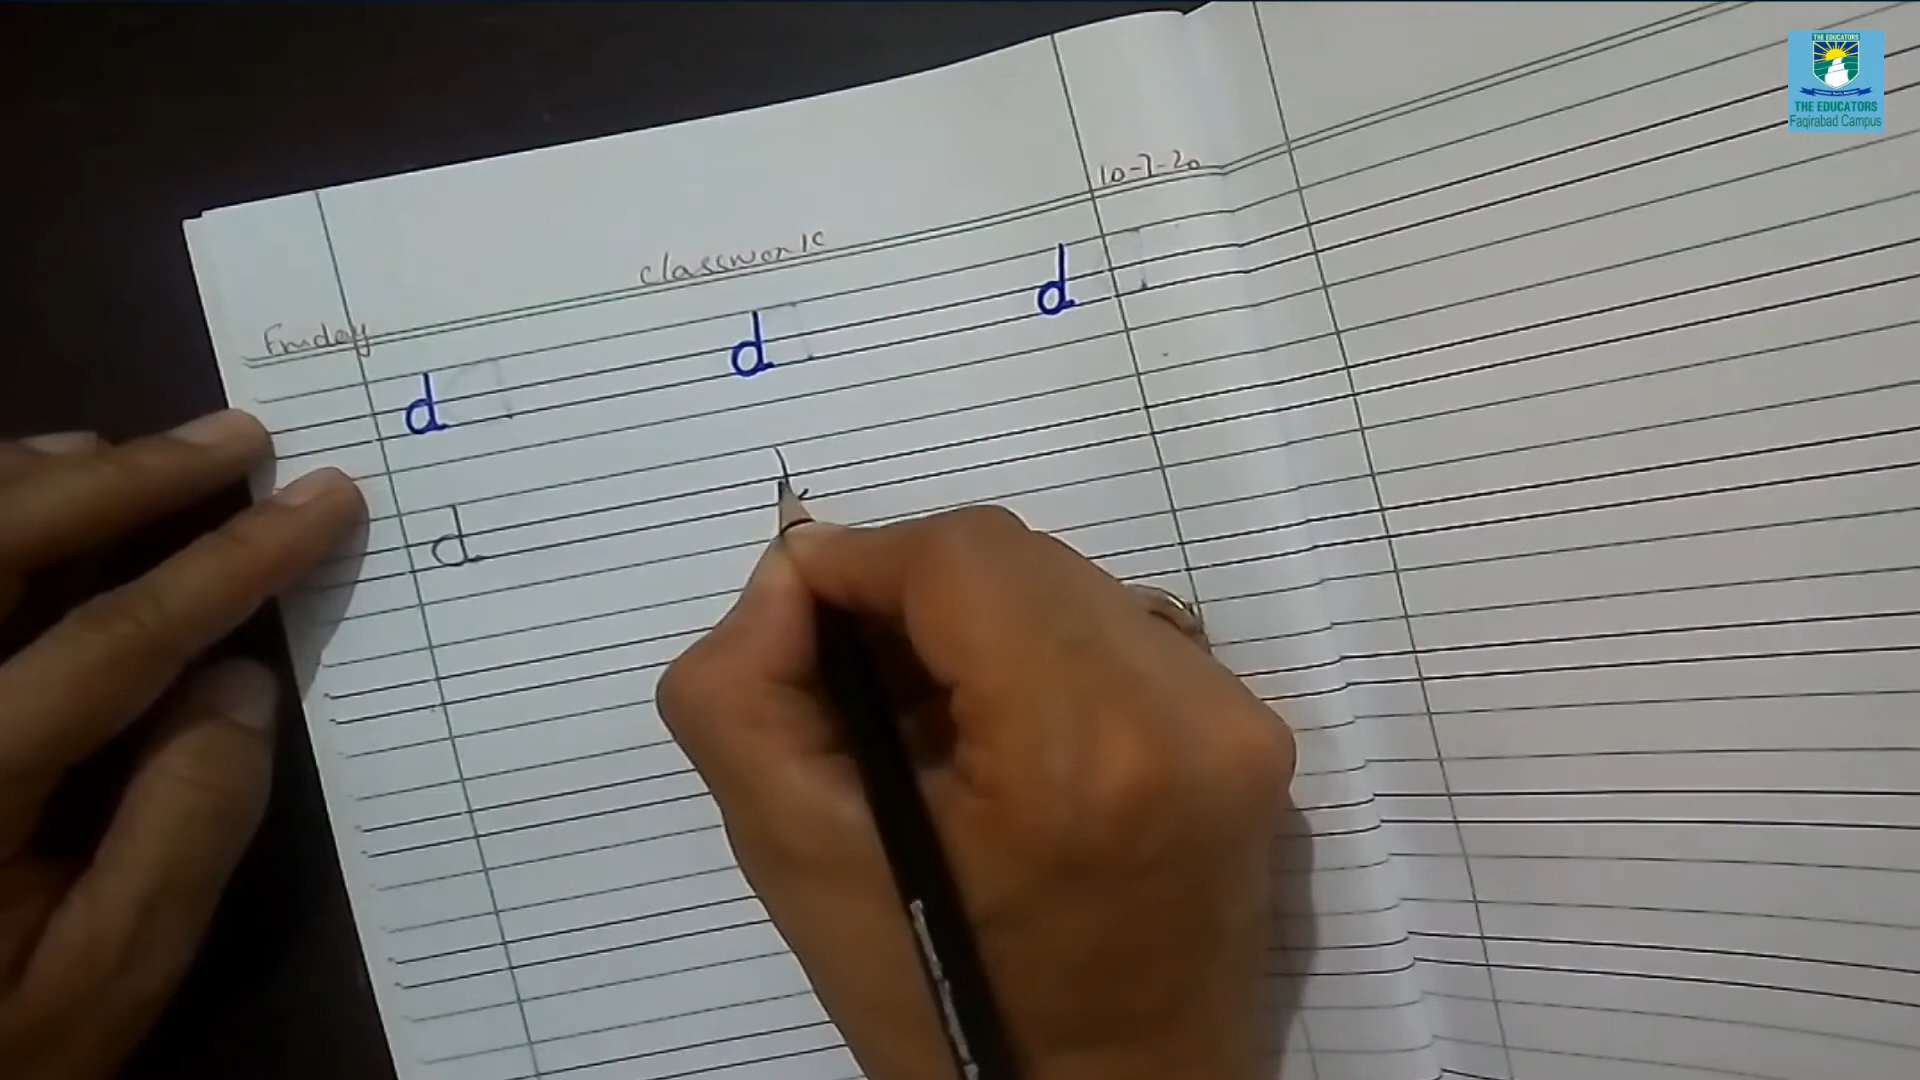 THE EDUCATORS
THE EDUCATORS
Faqirabad Campus
10-7-20
classwork
Friday
d d d
d